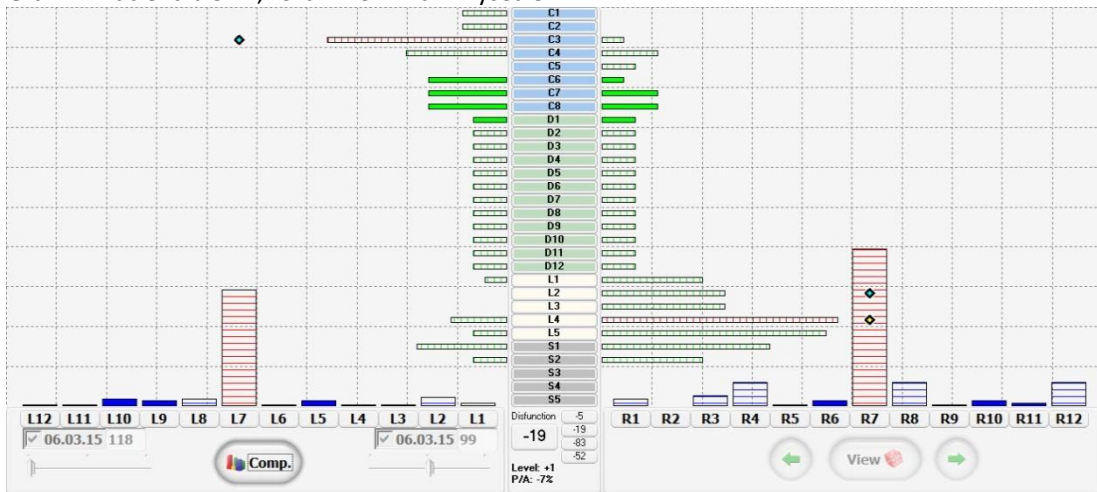 C1
C2
C3
C4
C5
C6
C7
C8
D1
D2
D3
D4
D5
D6
D7
D8
D9
D10
D11
D12
L1
L2
L3
L4
L5
S1
S2
S3
S4
S5
L12 L11 L10 L9 L8 L7 L6 L5 L4 L3 L2 L1
Disfunction -5
-19
-19
-83
-52
Level: +1
P/A: -7%
R1 R2 R3 R4 R5 R6 R7 R8 R9 R10 R11 R12
06.03.15 118
06.03.15 99
Comp.
View